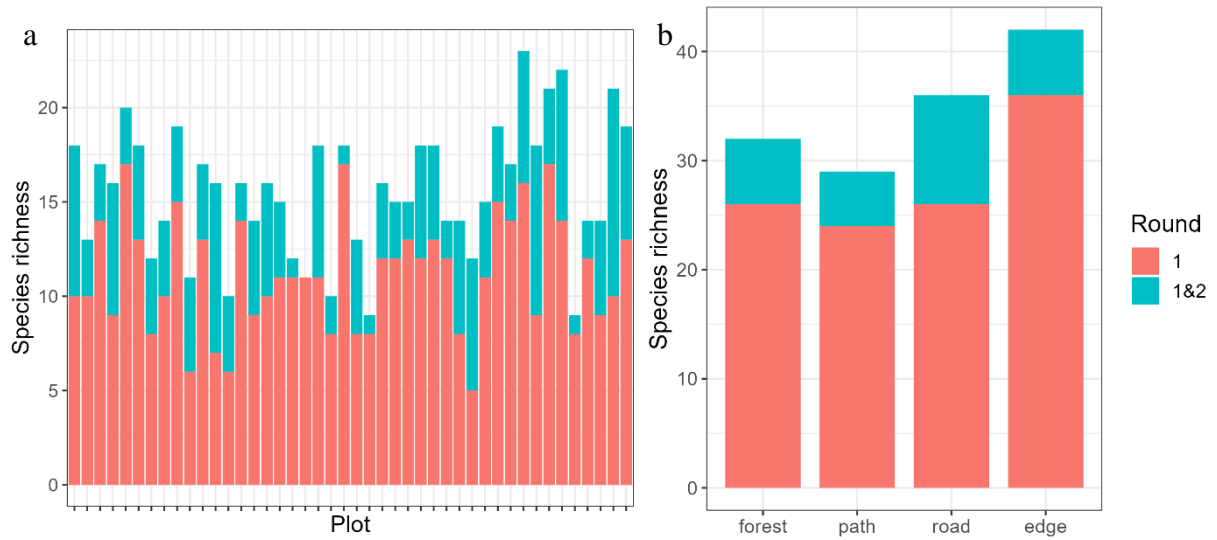 a
Species richness
20
15
10
5
0
Plot
b
Species richness
40
30
20
10
0
forest path road edge
Round
1
1&2